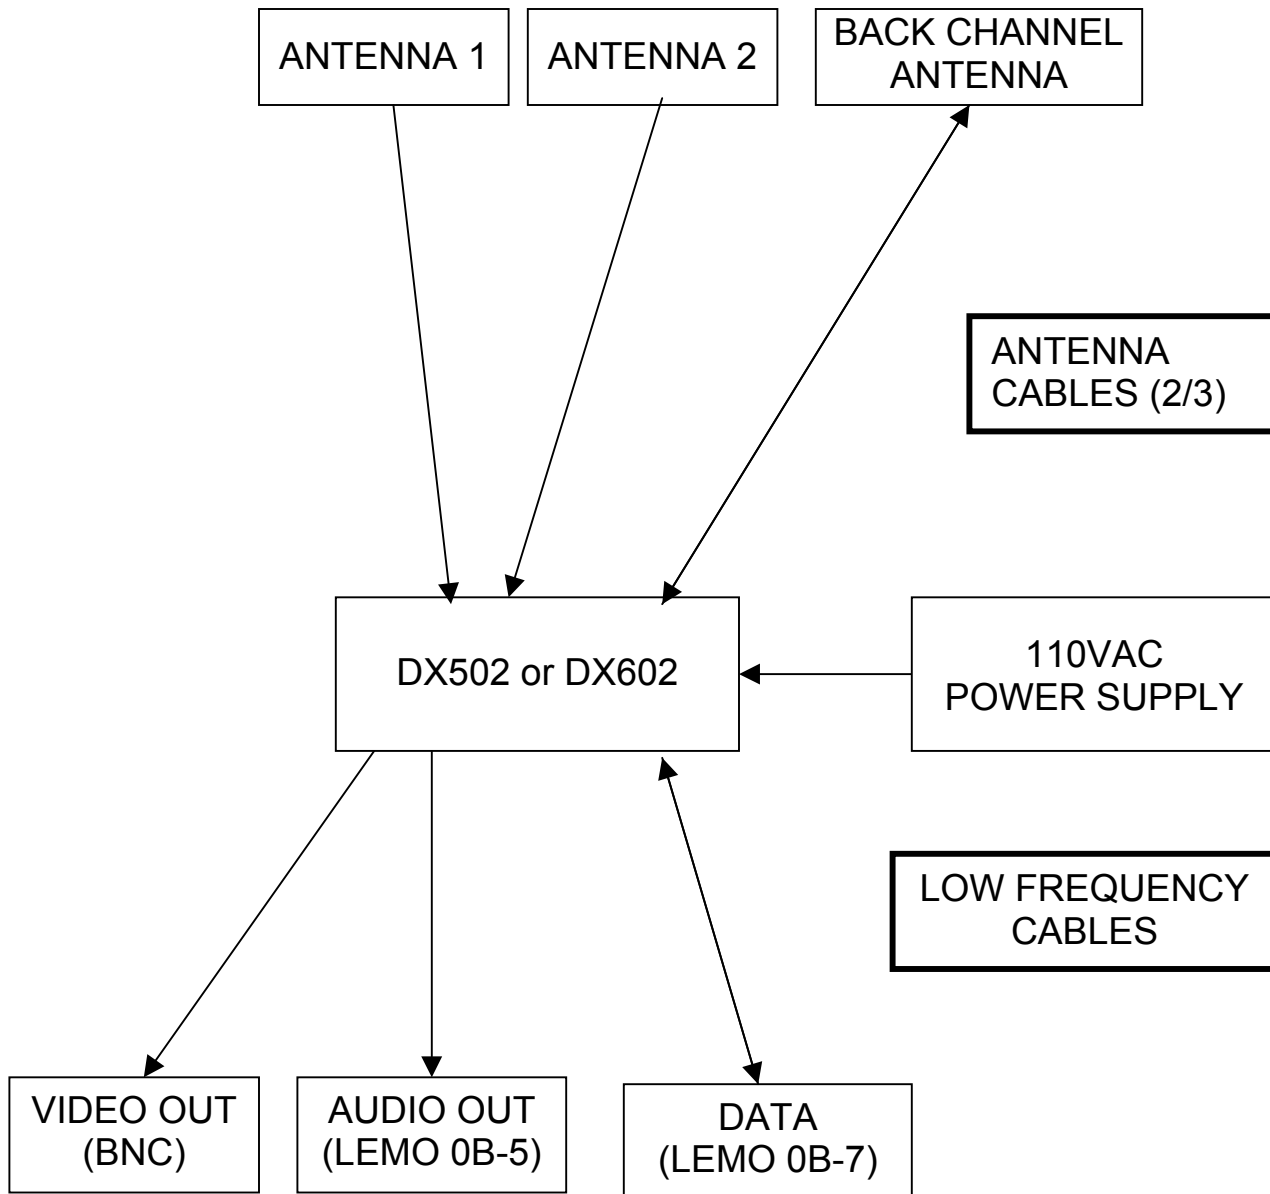 ANTENNA 1
ANTENNA 2
BACK CHANNEL
ANTENNA
ANTENNA
CABLES (2/3)
DX502 or DX602
110VAC
POWER SUPPLY
LOW FREQUENCY
CABLES
VIDEO OUT
(BNC)
AUDIO OUT
(LEMO 0B-5)
DATA
(LEMO 0B-7)